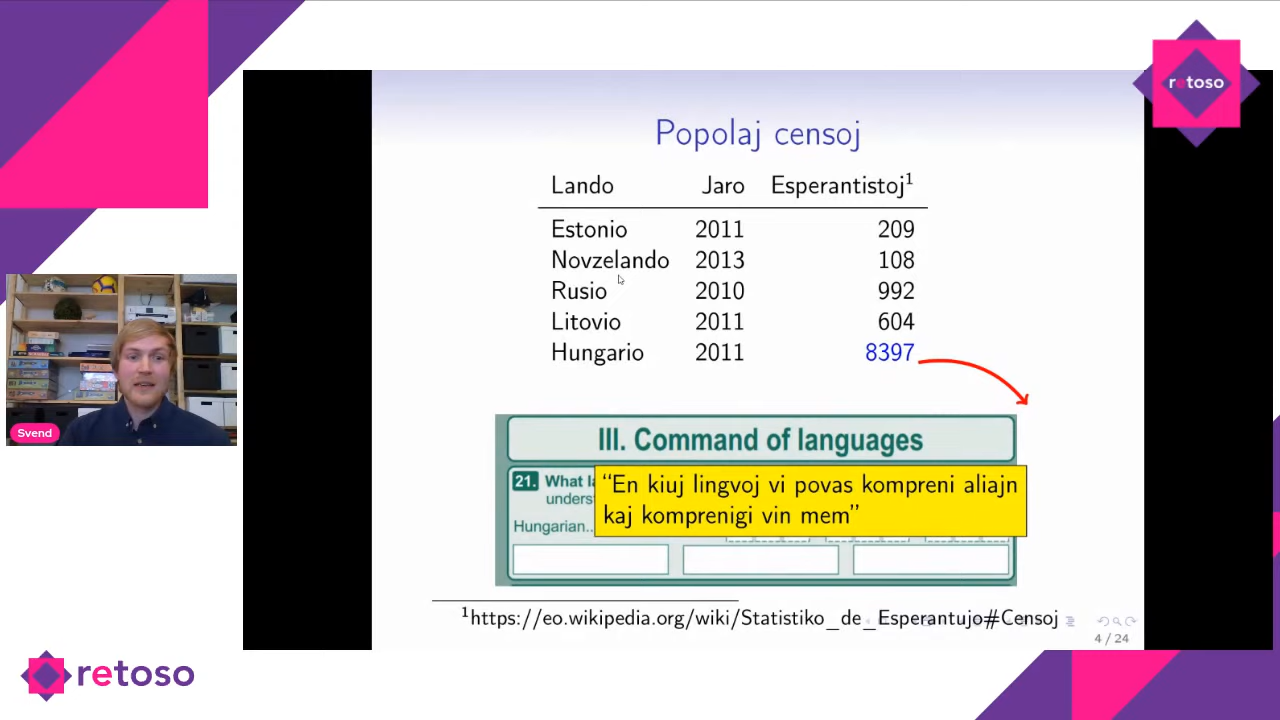 retoso
Popolaj censoj
Lando Jaro Esperantistoj¹
Estonio 2011 209
Novzelando 2013 108
Rusio 2010 992
Litovio 2011 604
Hungario 2011 8397
III. Command of languages
21. What l
unders
Hungarian..
“En kiuj lingvoj vi povas kompreni aliajn
kaj komprenigi vin mem”
¹https://eo.wikipedia.org/wiki/Statistiko_de_Esperantujo#Censoj
4 / 24
Svend
retoso